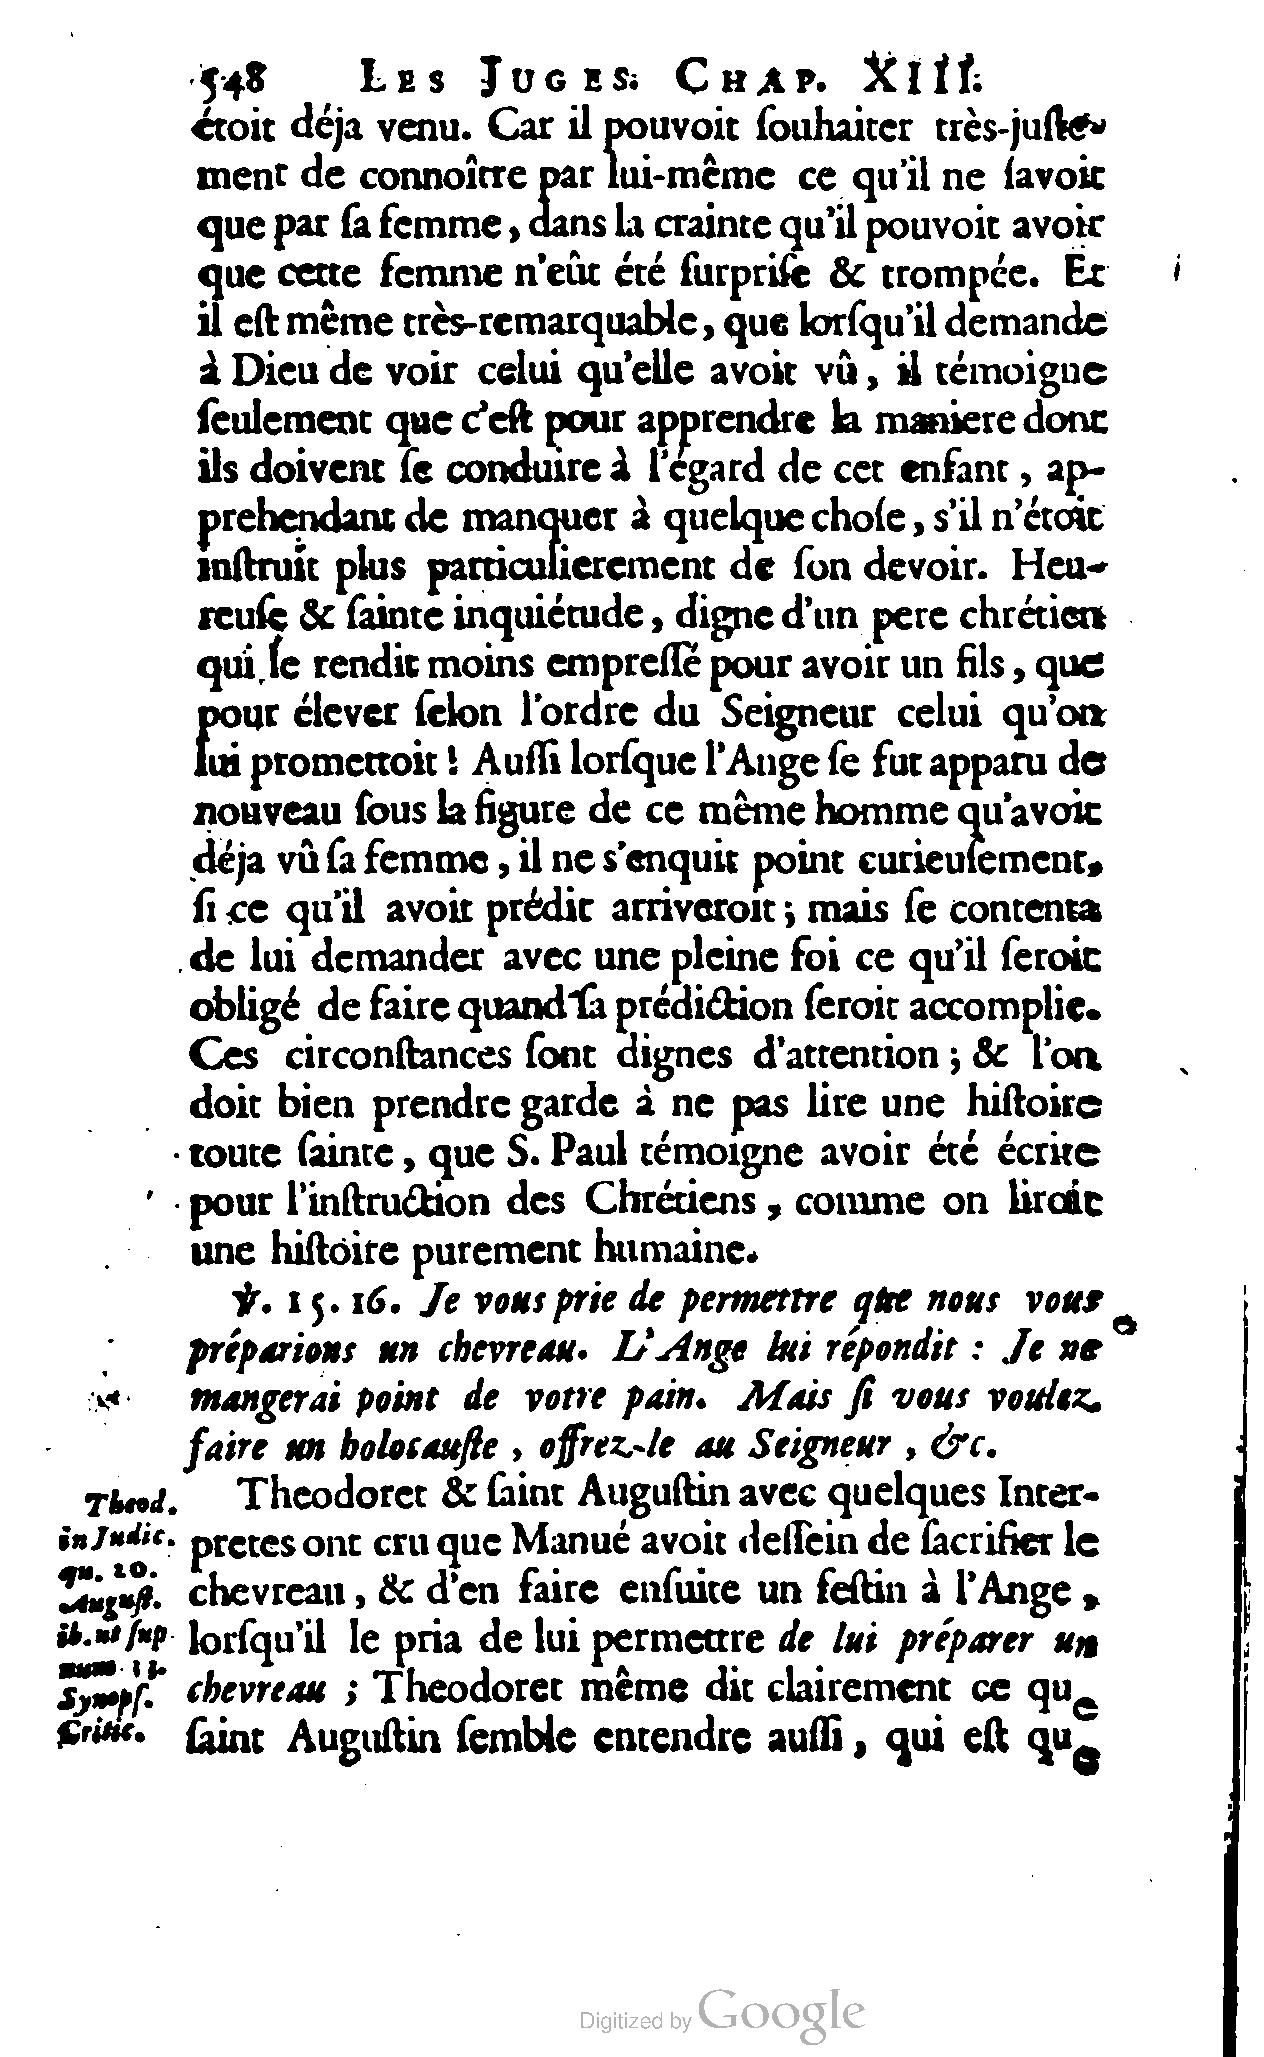 548 LES JUGES. CHAP. XIII.
étoit déja venu. Car il pouvoit ſouhaiter très-juſte-
ment de connoître par lui-même ce qu'il ne ſavoit
que par ſa femme, dans la crainte qu'il pouvoit avoir
que cette femme n'eût été ſurpriſe & trompée. Et
il eſt même très-remarquable, que lorſqu'il demande
à Dieu de voir celui qu'elle avoit vû, il témoigne
ſeulement que c'eſt pour apprendre la maniere dont
ils doivent ſe conduire à l'égard de cet enfant, ap-
prehendant de manquer à quelque choſe, s'il n'étoit
inſtruit plus particulierement de ſon devoir. Heu-
reuſe & ſainte inquiétude, digne d'un pere chrétien
qui ſe rendit moins empreſſé pour avoir un fils, que
pour élever ſelon l'ordre du Seigneur celui qu'on
lui promettoit ! Auſſi lorſque l'Ange ſe fut apparu de
nouveau ſous la figure de ce même homme qu'avoit
déja vû ſa femme, il ne s'enquit point curieuſement,
ſi ce qu'il avoit prédit arriveroit ; mais ſe contenta
de lui demander avec une pleine foi ce qu'il ſeroit
obligé de faire quand ſa prédiction ſeroit accomplie.
Ces circonſtances ſont dignes d'attention ; & l'on
doit bien prendre garde à ne pas lire une hiſtoire
toute ſainte, que S. Paul témoigne avoir été écrite
pour l'inſtruction des Chrétiens, comme on liroit
une hiſtoire purement humaine.
℣. 15. 16. Je vous prie de permettre que nous vous
préparions un chevreau. L'Ange lui répondit : Je ne
mangerai point de votre pain. Mais ſi vous voulez
faire un holocauſte, offrez-le au Seigneur, &c.
Theodoret & ſaint Auguſtin avec quelques Inter-
pretes ont cru que Manué avoit deſſein de ſacrifier le
chevreau, & d'en faire enſuite un feſtin à l'Ange,
lorſqu'il le pria de lui permettre de lui préparer un
chevreau ; Theodoret même dit clairement ce que
ſaint Auguſtin ſemble entendre auſſi, qui eſt que
Theod.
in Judic.
qu. 20.
Auguſt.
ib. ut ſup
num. 13.
Synopſ.
Critic.
Digitized by Google